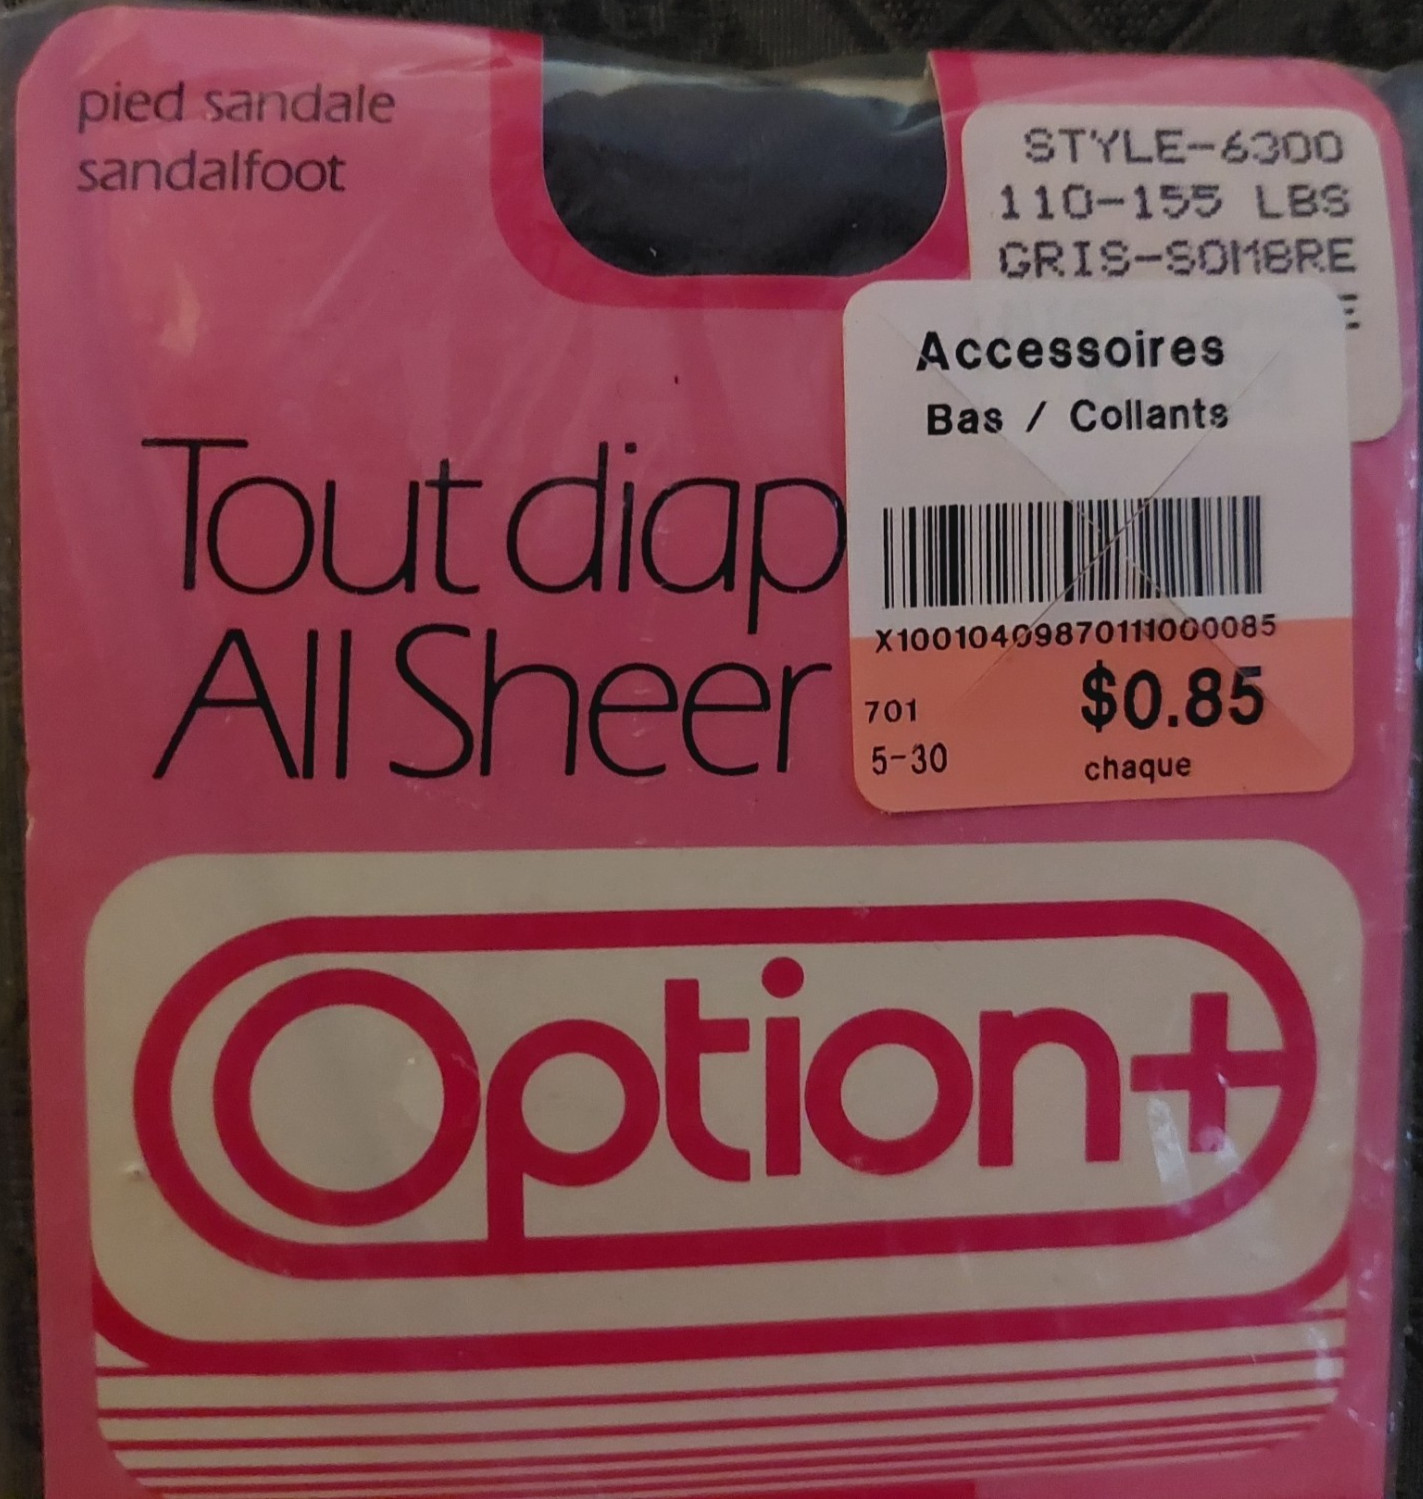 pied sandale
sandalfoot
STYLE-6300
110-155 LBS
GRIS-SOMBRE
Accessoires
Bas / Collants
X10010409870111000085
701
$0.85
5-30
chaque
Tout diap
All Sheer
Option+